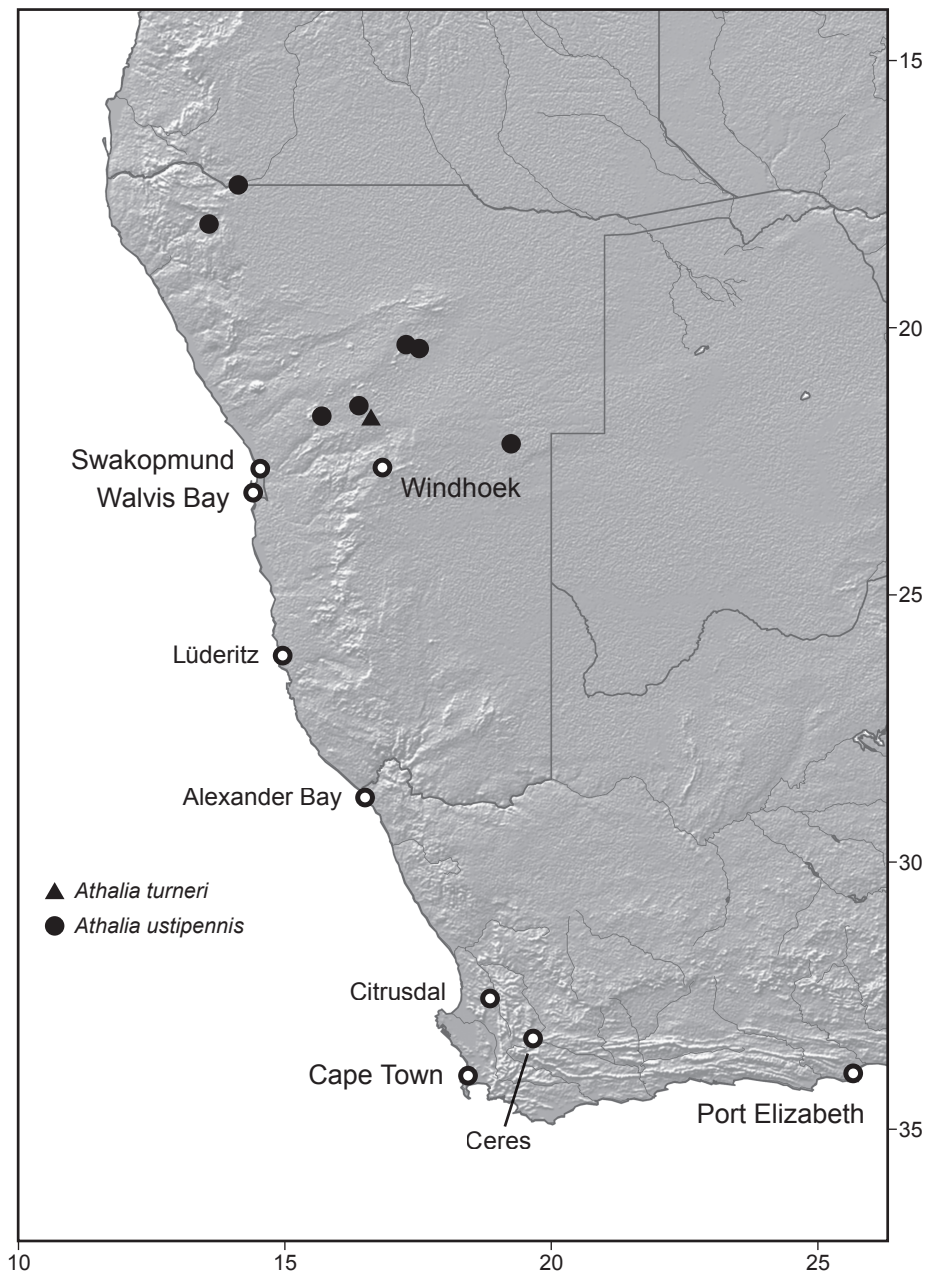 15
20
Swakopmund
Walvis Bay
Windhoek
25
Lüderitz
Alexander Bay
30
Athalia turneri
Athalia ustipennis
Citrusdal
Cape Town
Port Elizabeth
Ceres
35
10
15
20
25